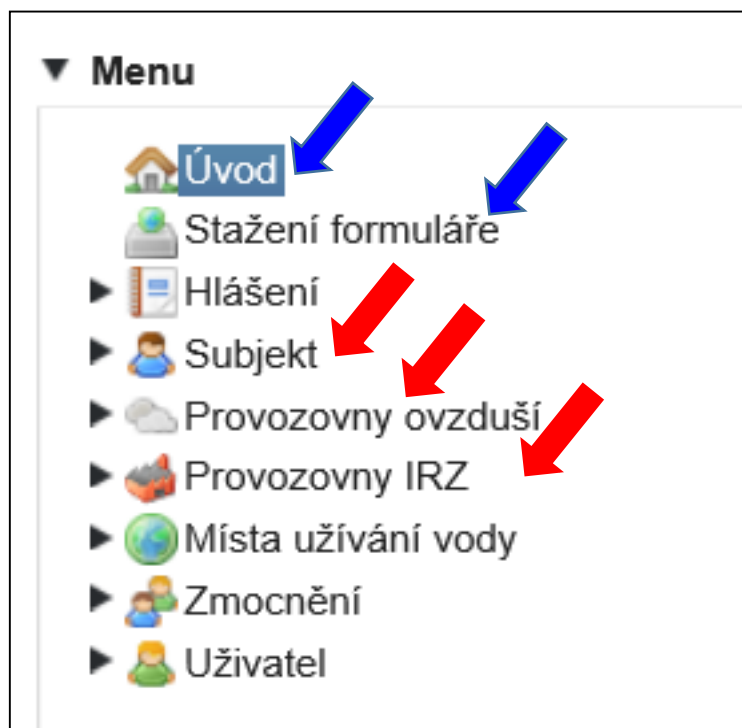 Menu
Úvod
Stažení formuláře
Hlášení
Subjekt
Provozovny ovzduší
Provozovny IRZ
Místa užívání vody
Zmocnění
Uživatel